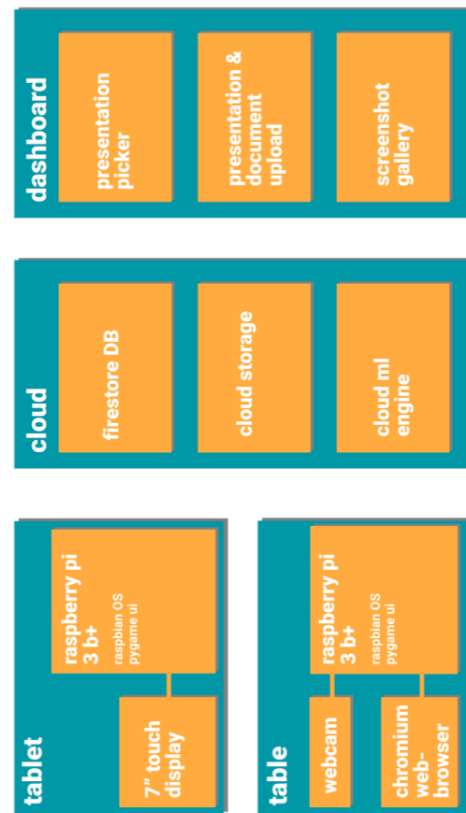 tablet
7” touch
display
raspberry pi
3 b+
raspbian OS
pygame ui
table
webcam
chromium
web-
browser
raspberry pi
3 b+
raspbian OS
pygame ui
cloud
firestore DB
cloud storage
cloud ml
engine
dashboard
presentation
picker
presentation &
document
upload
screenshot
gallery